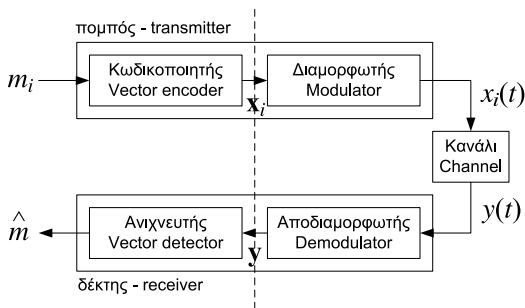 πομπός - transmitter
m_i
Κωδικοποιητής
Vector encoder
x_i
Διαμορφωτής
Modulator
x_i(t)
Κανάλι
Channel
y(t)
Αποδιαμορφωτής
Demodulator
y
Ανιχνευτής
Vector detector
m̂
δέκτης - receiver